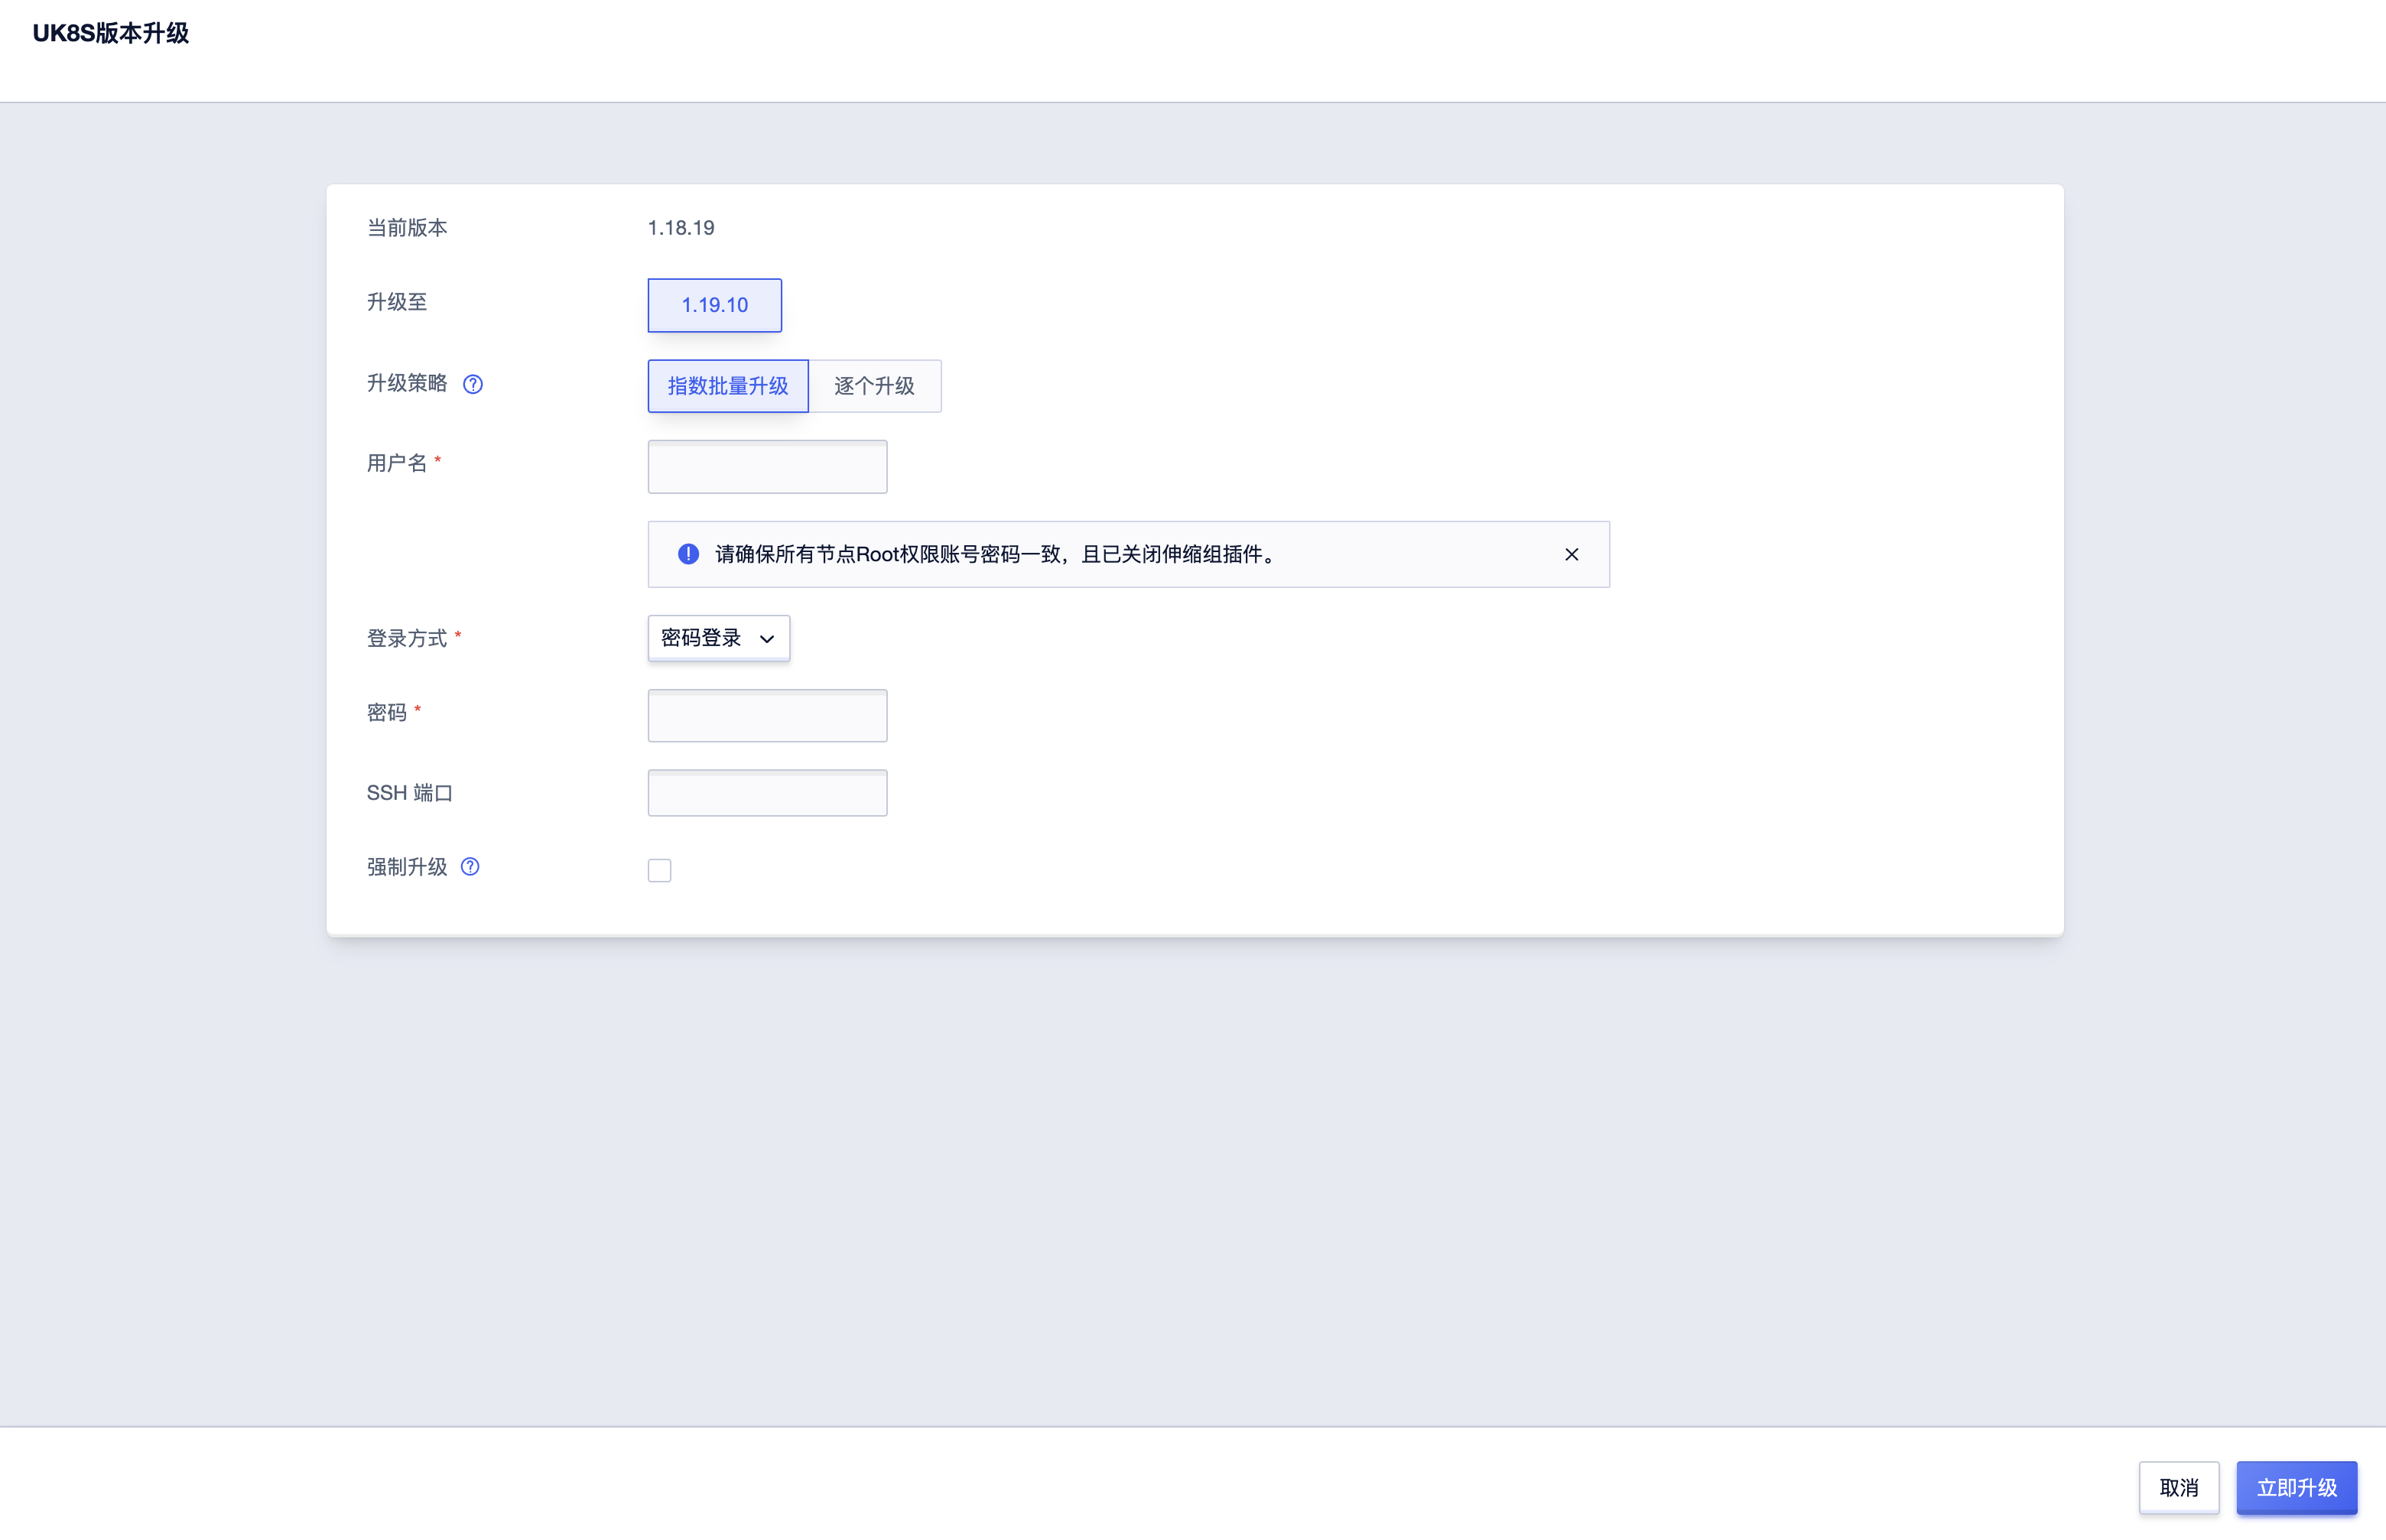 UK8S版本升级
当前版本 1.18.19
升级至 1.19.10
升级策略 ? 指数批量升级 逐个升级
用户名 *
! 请确保所有节点Root权限账号密码一致，且已关闭伸缩组插件。
登录方式 * 密码登录
密码 *
SSH 端口
强制升级 ?
取消 立即升级